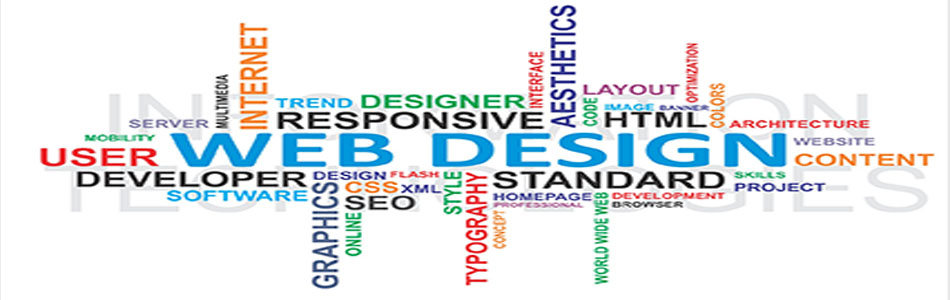 INFORMATION
TECHNOLOGIES
AESTHETICS
INTERNET
MULTIMEDIA
INTERFACE
OPTIMIZATION
LAYOUT
TREND DESIGNER
CODE
IMAGE BANNER
COLORS
SERVER
RESPONSIVE
HTML
ARCHITECTURE
MOBILITY
WEB DESIGN
WEBSITE
USER
CONTENT
DEVELOPER
DESIGN FLASH
STYLE
TYPOGRAPHY
STANDARD
SKILLS
CSS XML
PROJECT
SOFTWARE
GRAPHICS
SEO
HOMEPAGE
DEVELOPMENT
PROFESSIONAL
BROWSER
ONLINE
CONCEPT
WORLD WIDE WEB